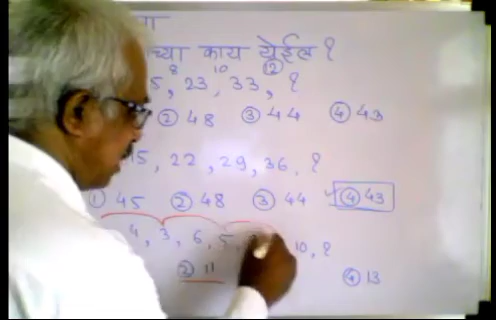 च्या काय येईल ?
8 10 ②
5, 23, 33, ?
② 48 ③ 44 ④ 43
15, 22, 29, 36, ?
① 45 ② 48 ③ 44 ④ 43
4, 3, 6, 5, 10, ?
② 11 ④ 13